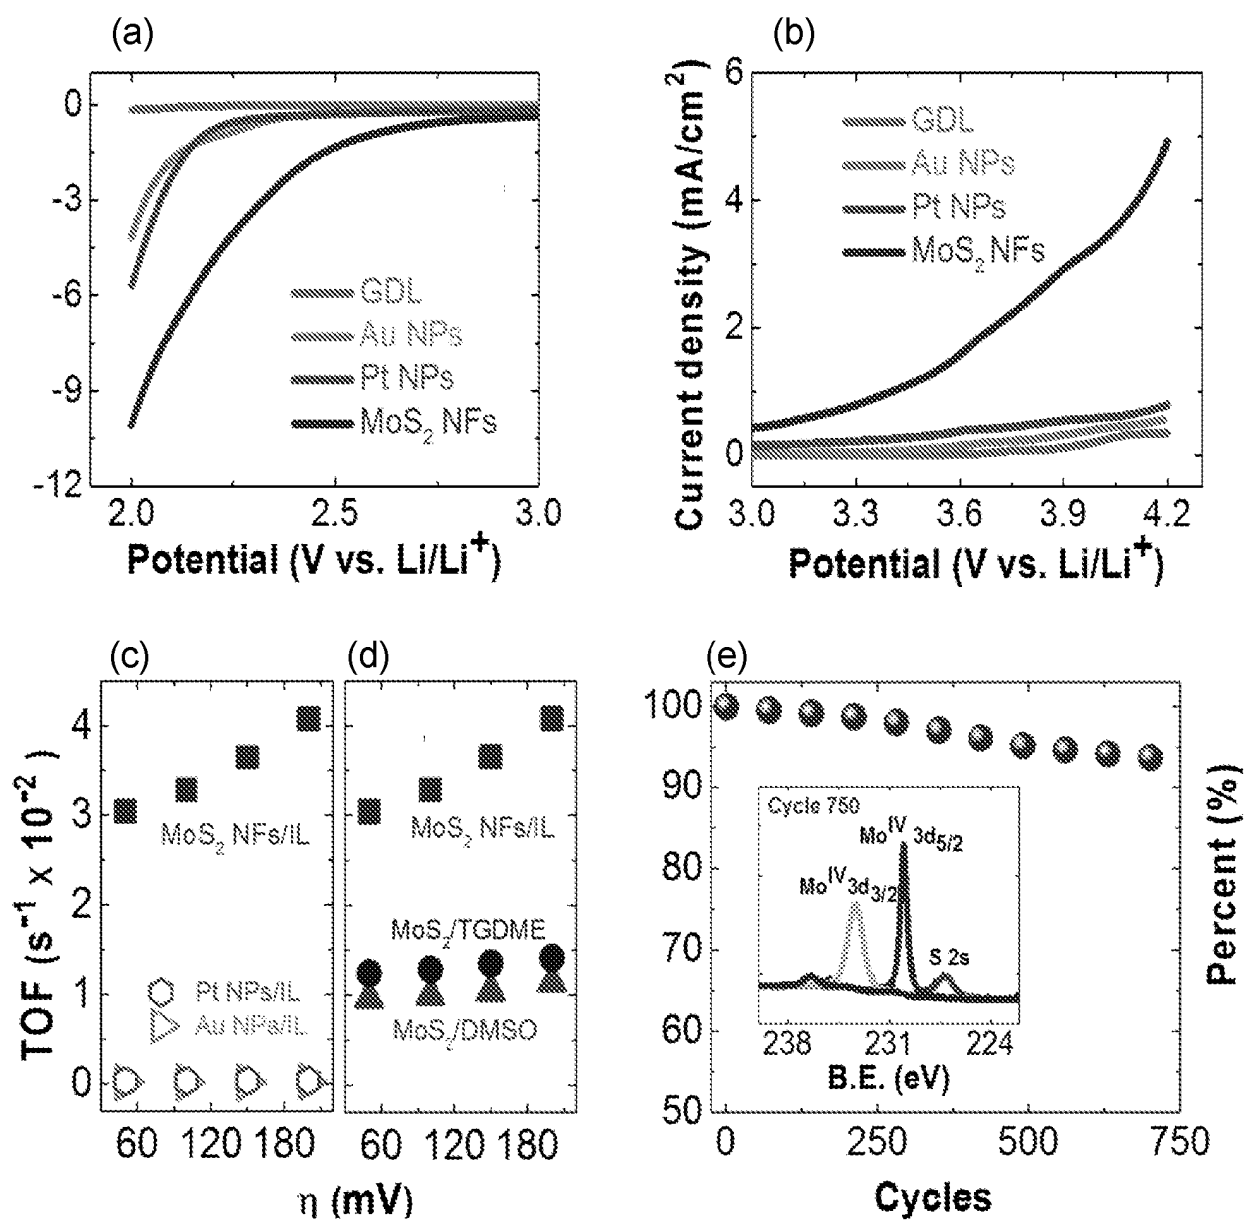 (a)
0
-3
-6
-9
-12
2.0 2.5 3.0
GDL
Au NPs
Pt NPs
MoS2 NFs
Potential (V vs. Li/Li+)
(b)
Current density (mA/cm2)
6
4
2
0
3.0 3.3 3.6 3.9 4.2
GDL
Au NPs
Pt NPs
MoS2 NFs
Potential (V vs. Li/Li+)
(c)
TOF (s-1 x 10-2)
4
3
2
1
0
MoS2 NFs/IL
Pt NPs/IL
Au NPs/IL
60 120 180
(d)
MoS2 NFs/IL
MoS2/TGDME
MoS2/DMSO
60 120 180
η (mV)
(e)
100
90
80
70
60
50
Percent (%)
Cycle 750
MoIV 3d5/2
MoIV 3d3/2
S 2s
238 231 224
B.E. (eV)
0 250 500 750
Cycles